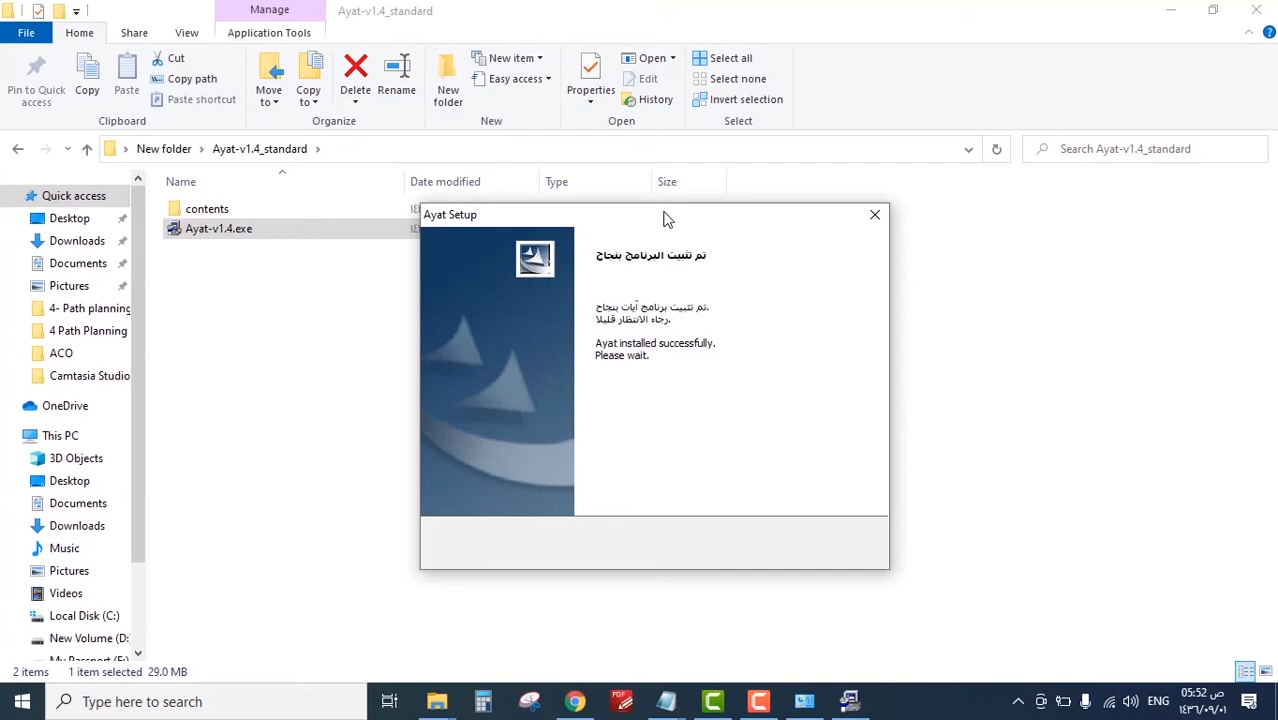 Manage
Ayat-v1.4_standard
File
Home
Share
View
Application Tools
Pin to Quick access
Copy
Paste
Cut
Copy path
Paste shortcut
Clipboard
Move to
Copy to
Delete
Rename
Organize
New folder
New item
Easy access
New
Properties
Open
Edit
History
Open
Select all
Select none
Invert selection
Select
New folder > Ayat-v1.4_standard >
Search Ayat-v1.4_standard
Name
Date modified
Type
Size
contents
Ayat-v1.4.exe
Quick access
Desktop
Downloads
Documents
Pictures
4- Path planning
4 Path Planning
ACO
Camtasia Studio
OneDrive
This PC
3D Objects
Desktop
Documents
Downloads
Music
Pictures
Videos
Local Disk (C:)
New Volume (D:
My Passport (F:)
Ayat Setup
تم تثبيت البرنامج بنجاح
تم تثبيت برنامج آيات بنجاح.
رجاء الانتظار قليلا.
Ayat installed successfully.
Please wait.
2 items
1 item selected
29.0 MB
Type here to search
PDF
ENG
05:52 ص
١٤٣٦/٠٩/٠١